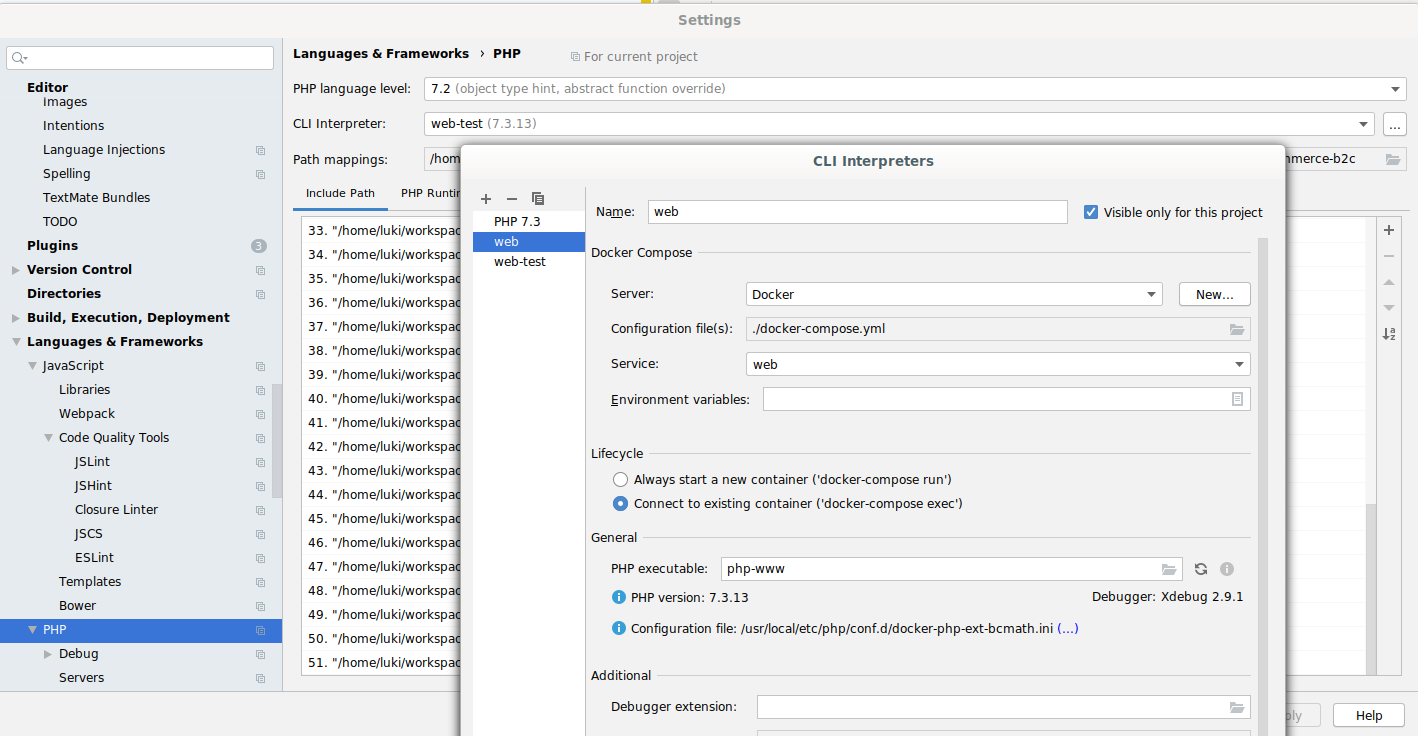 Settings
Editor
Images
Intentions
Language Injections
Spelling
TextMate Bundles
TODO
Plugins 3
Version Control
Directories
Build, Execution, Deployment
Languages & Frameworks
JavaScript
Libraries
Webpack
Code Quality Tools
JSLint
JSHint
Closure Linter
JSCS
ESLint
Templates
Bower
PHP
Debug
Servers
Languages & Frameworks › PHP For current project
PHP language level: 7.2 (object type hint, abstract function override)
CLI Interpreter: web-test (7.3.13) ...
Path mappings: /hom merce-b2c
Include Path PHP Runtin
33. "/home/luki/workspac
34. "/home/luki/workspac
35. "/home/luki/workspac
36. "/home/luki/workspac
37. "/home/luki/workspac
38. "/home/luki/workspac
39. "/home/luki/workspac
40. "/home/luki/workspac
41. "/home/luki/workspac
42. "/home/luki/workspac
43. "/home/luki/workspac
44. "/home/luki/workspac
45. "/home/luki/workspac
46. "/home/luki/workspac
47. "/home/luki/workspac
48. "/home/luki/workspac
49. "/home/luki/workspac
50. "/home/luki/workspac
51. "/home/luki/workspac
CLI Interpreters
PHP 7.3
web
web-test
Name: web Visible only for this project
Docker Compose
Server: Docker New...
Configuration file(s): ./docker-compose.yml
Service: web
Environment variables:
Lifecycle
Always start a new container ('docker-compose run')
Connect to existing container ('docker-compose exec')
General
PHP executable: php-www
PHP version: 7.3.13 Debugger: Xdebug 2.9.1
Configuration file: /usr/local/etc/php/conf.d/docker-php-ext-bcmath.ini (...)
Additional
Debugger extension:
ply Help